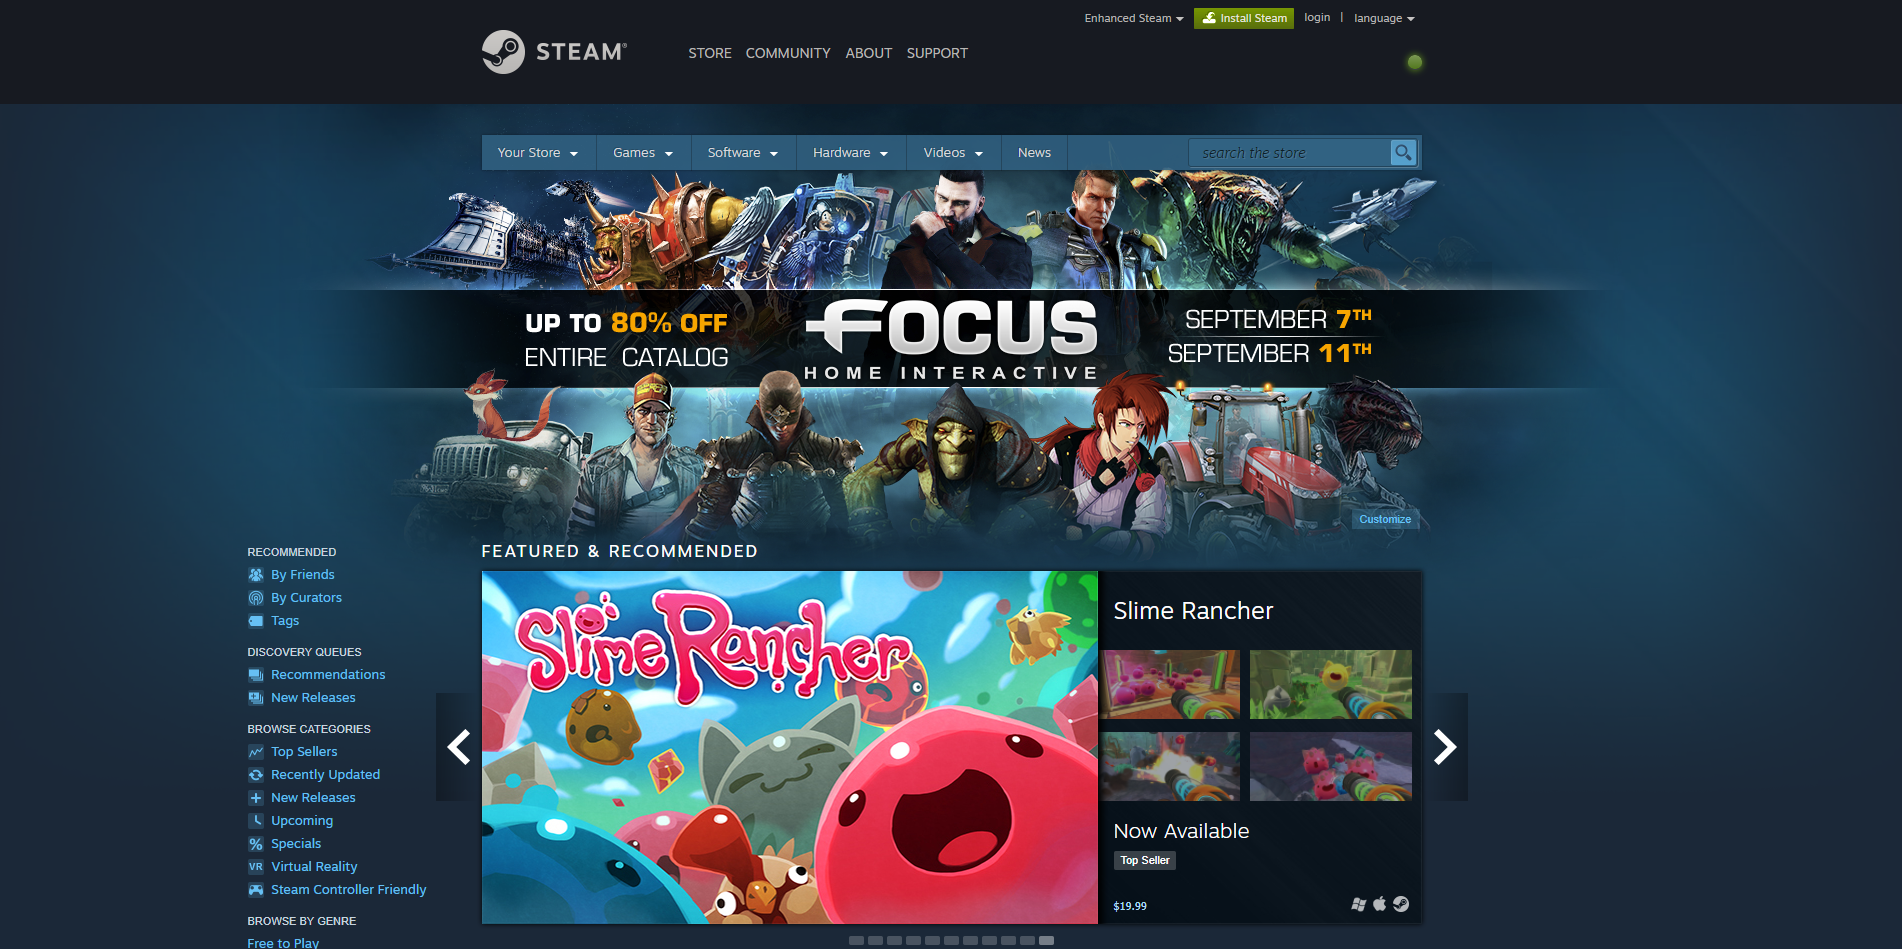 Enhanced Steam
Install Steam
login | language
STEAM®
STORE COMMUNITY ABOUT SUPPORT
Your Store Games Software Hardware Videos News
search the store
UP TO 80% OFF
ENTIRE CATALOG
FOCUS
HOME INTERACTIVE
SEPTEMBER 7TH
SEPTEMBER 11TH
Customize
RECOMMENDED
By Friends
By Curators
Tags
DISCOVERY QUEUES
Recommendations
New Releases
BROWSE CATEGORIES
Top Sellers
Recently Updated
New Releases
Upcoming
% Specials
VR Virtual Reality
Steam Controller Friendly
BROWSE BY GENRE
Free to Play
FEATURED & RECOMMENDED
Slime Rancher
Slime Rancher
Now Available
Top Seller
$19.99